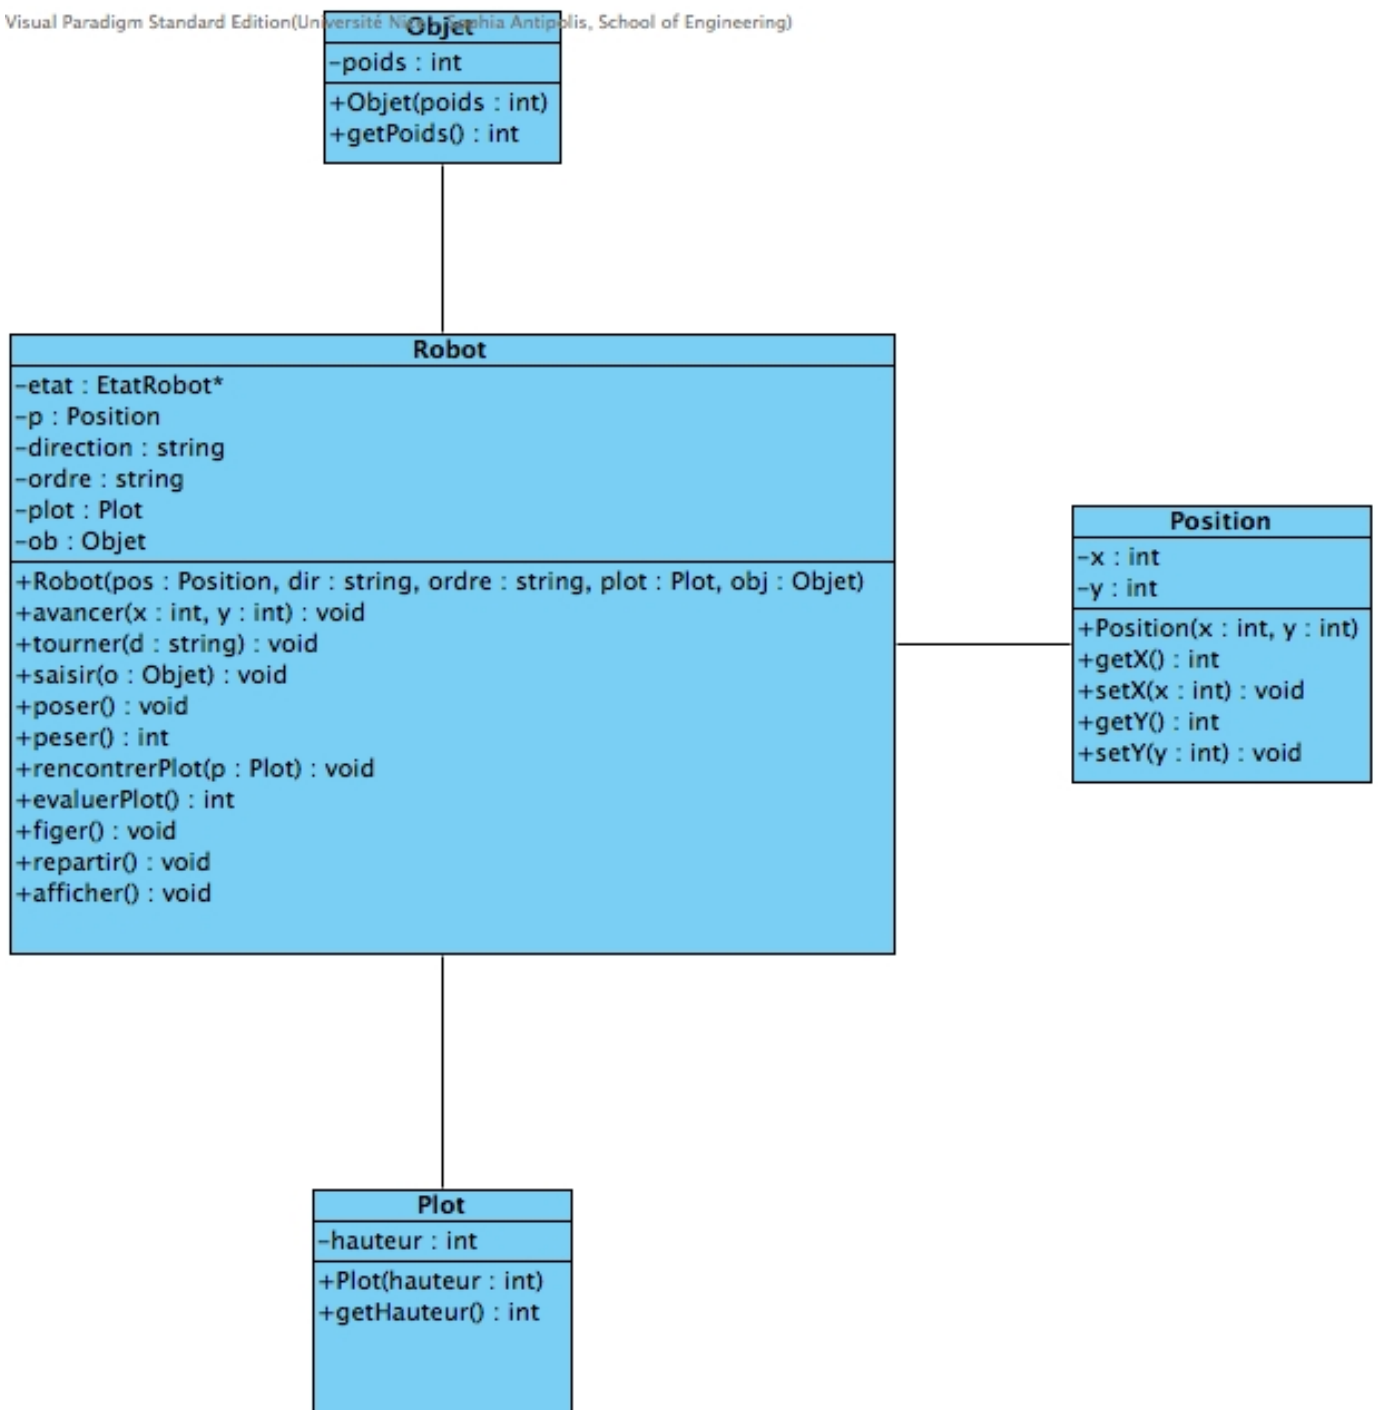 Visual Paradigm Standard Edition(Université Nice - Sophia Antipolis, School of Engineering)
Objet
-poids : int
+Objet(poids : int)
+getPoids() : int
Robot
-etat : EtatRobot*
-p : Position
-direction : string
-ordre : string
-plot : Plot
-ob : Objet
+Robot(pos : Position, dir : string, ordre : string, plot : Plot, obj : Objet)
+avancer(x : int, y : int) : void
+tourner(d : string) : void
+saisir(o : Objet) : void
+poser() : void
+peser() : int
+rencontrerPlot(p : Plot) : void
+evaluerPlot() : int
+figer() : void
+repartir() : void
+afficher() : void
Position
-x : int
-y : int
+Position(x : int, y : int)
+getX() : int
+setX(x : int) : void
+getY() : int
+setY(y : int) : void
Plot
-hauteur : int
+Plot(hauteur : int)
+getHauteur() : int